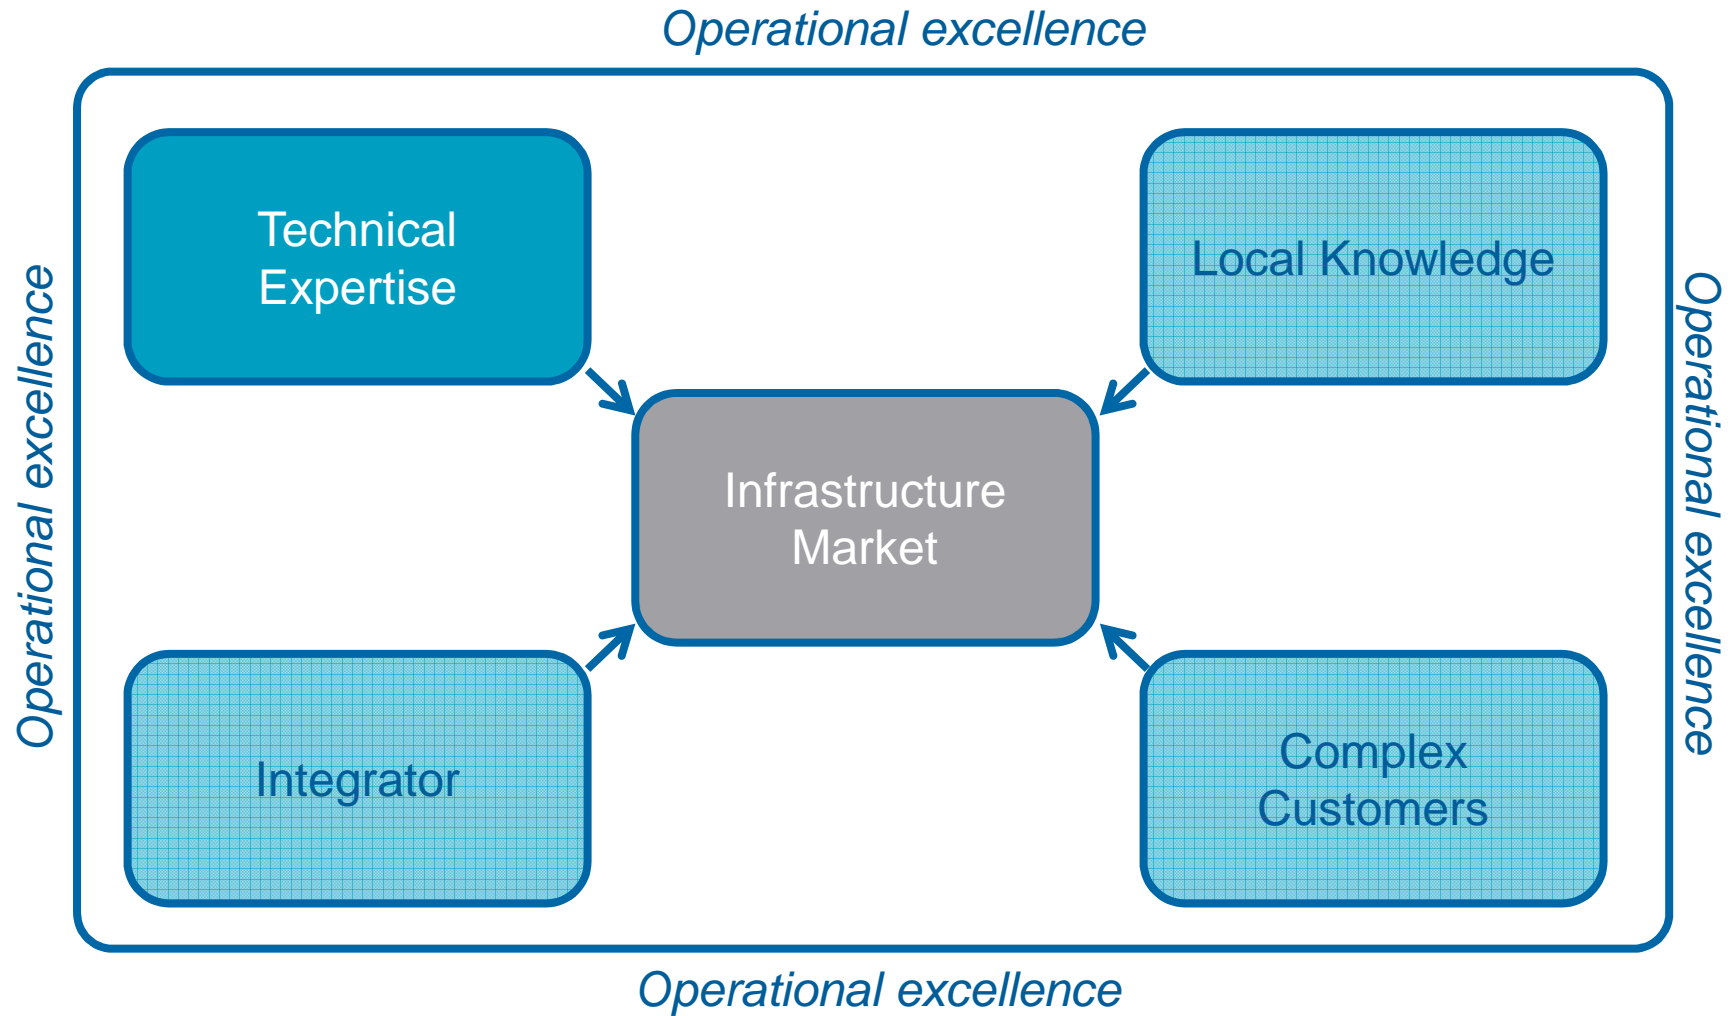 Operational excellence
Technical
Expertise
Local Knowledge
Operational excellence
Operational excellence
Infrastructure
Market
Integrator
Complex
Customers
Operational excellence